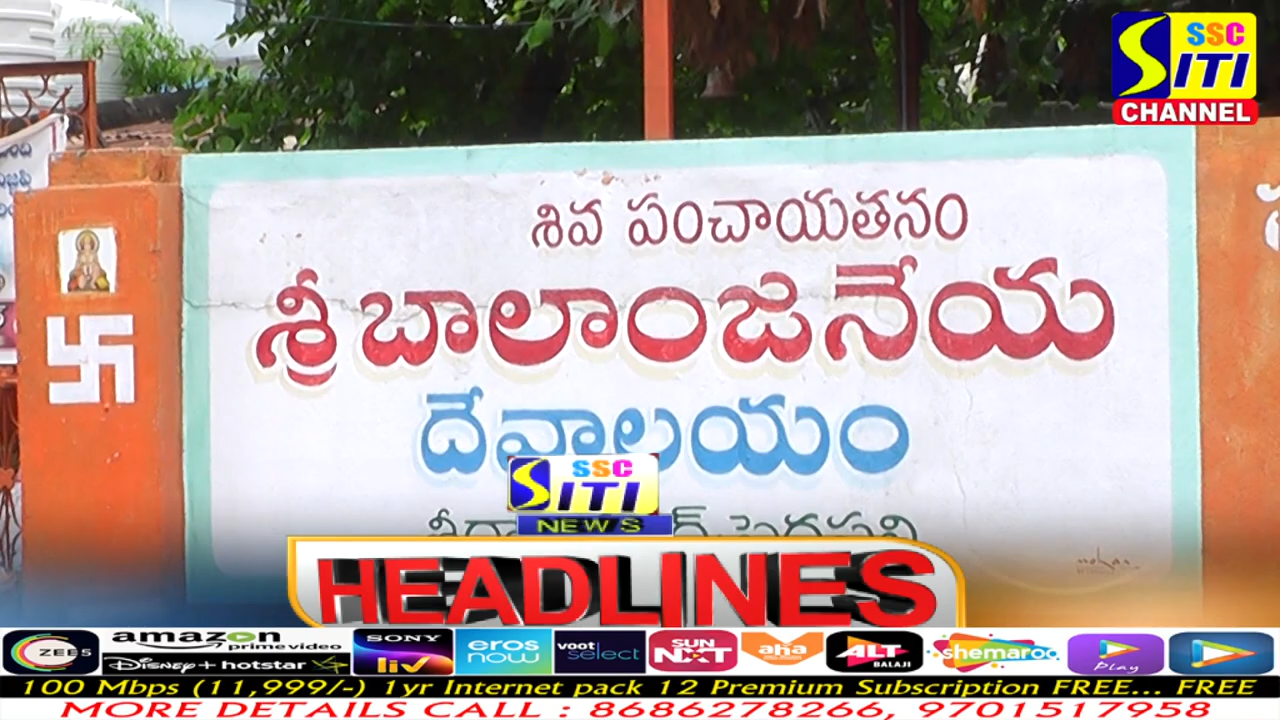 SSC
SITI
CHANNEL
శివ పంచాయతనం
శ్రీ బాలాంజనేయ
దేవాలయం
SSC
SITI
NEWS
HEADLINES
ZEE5
amazon
primevideo
Disney+ hotstar
SONY
liv
eros
now
voot select
SUN
NXT
aha
ALT
BALAJI
shemaroo
Play
100 Mbps (11,999/-) 1yr Internet pack 12 Premium Subscription FREE... FREE
MORE DETAILS CALL : 8686278266, 9701517958